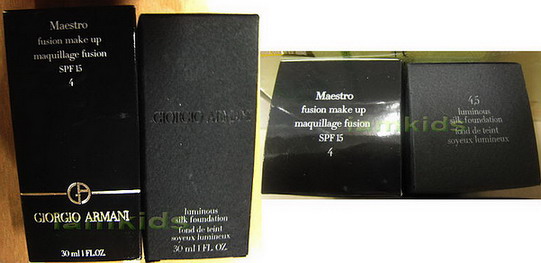 Maestro
fusion make up
maquillage fusion
SPF 15
4
GIORGIO ARMANI
30 ml 1 FL.OZ.
GIORGIO ARMANI
luminous
silk foundation
fond de teint
soyeux lumineux
30 ml 1 FL. OZ.
iamkids
Maestro
fusion make up
maquillage fusion
SPF 15
4
4,5
luminous
silk foundation
fond de teint
soyeux lumineux
iamkids